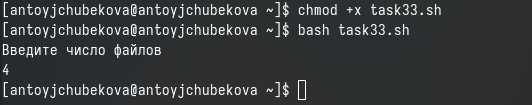 [antoyjchubekova@antoyjchubekova ~]$ chmod +x task33.sh
[antoyjchubekova@antoyjchubekova ~]$ bash task33.sh
Введите число файлов
4
[antoyjchubekova@antoyjchubekova ~]$